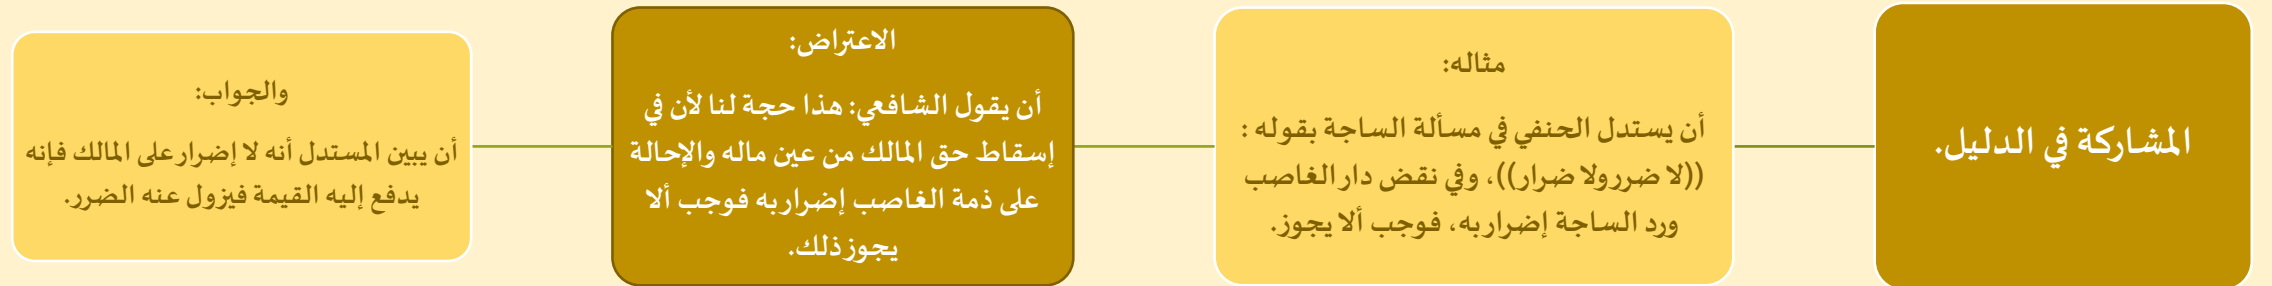 المشاركة في الدليل.
مثاله:
أن يستدل الحنفي في مسألة الساجة بقوله :
((لا ضرر ولا ضرار))، وفي نقض دار الغاصب
ورد الساجة إضرار به، فوجب ألا يجوز.
الاعتراض:
أن يقول الشافعي: هذا حجة لنا لأن في
إسقاط حق المالك من عين ماله والإحالة
على ذمة الغاصب إضرار به فوجب ألا
يجوز ذلك.
والجواب:
أن يبين المستدل أنه لا إضرار على المالك فإنه
يدفع إليه القيمة فيزول عنه الضرر.